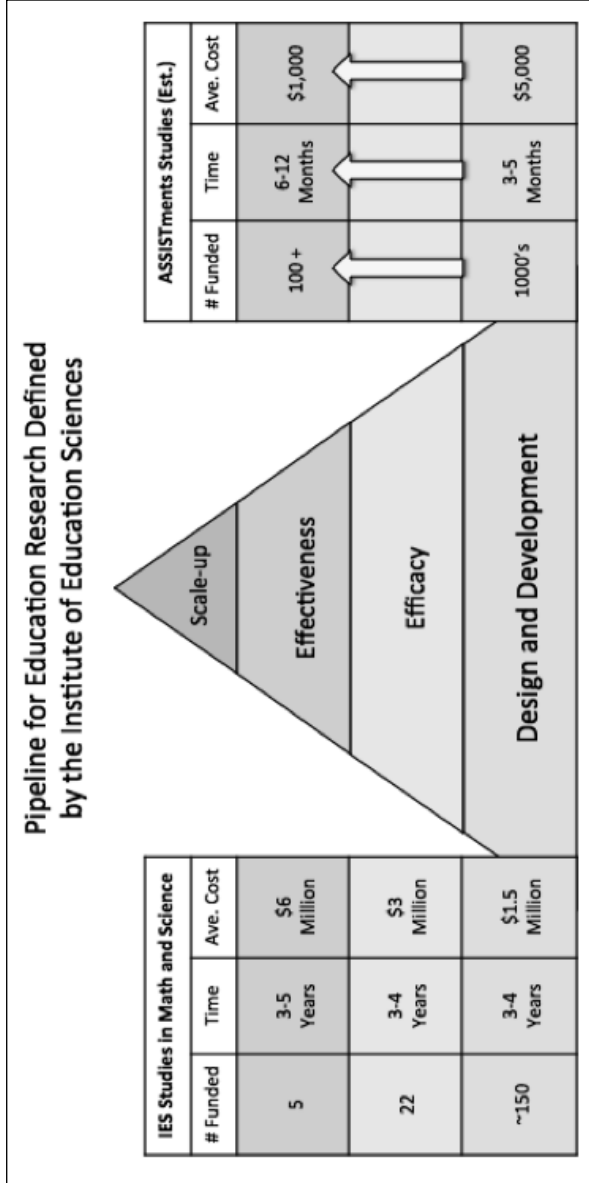 Pipeline for Education Research Defined
by the Institute of Education Sciences
IES Studies in Math and Science
# Funded Time Ave. Cost
5 3-5 Years $6 Million
22 3-4 Years $3 Million
~150 3-4 Years $1.5 Million
Scale-up
Effectiveness
Efficacy
Design and Development
ASSISTments Studies (Est.)
# Funded Time Ave. Cost
100 + 6-12 Months $1,000
1000's 3-5 Months $5,000